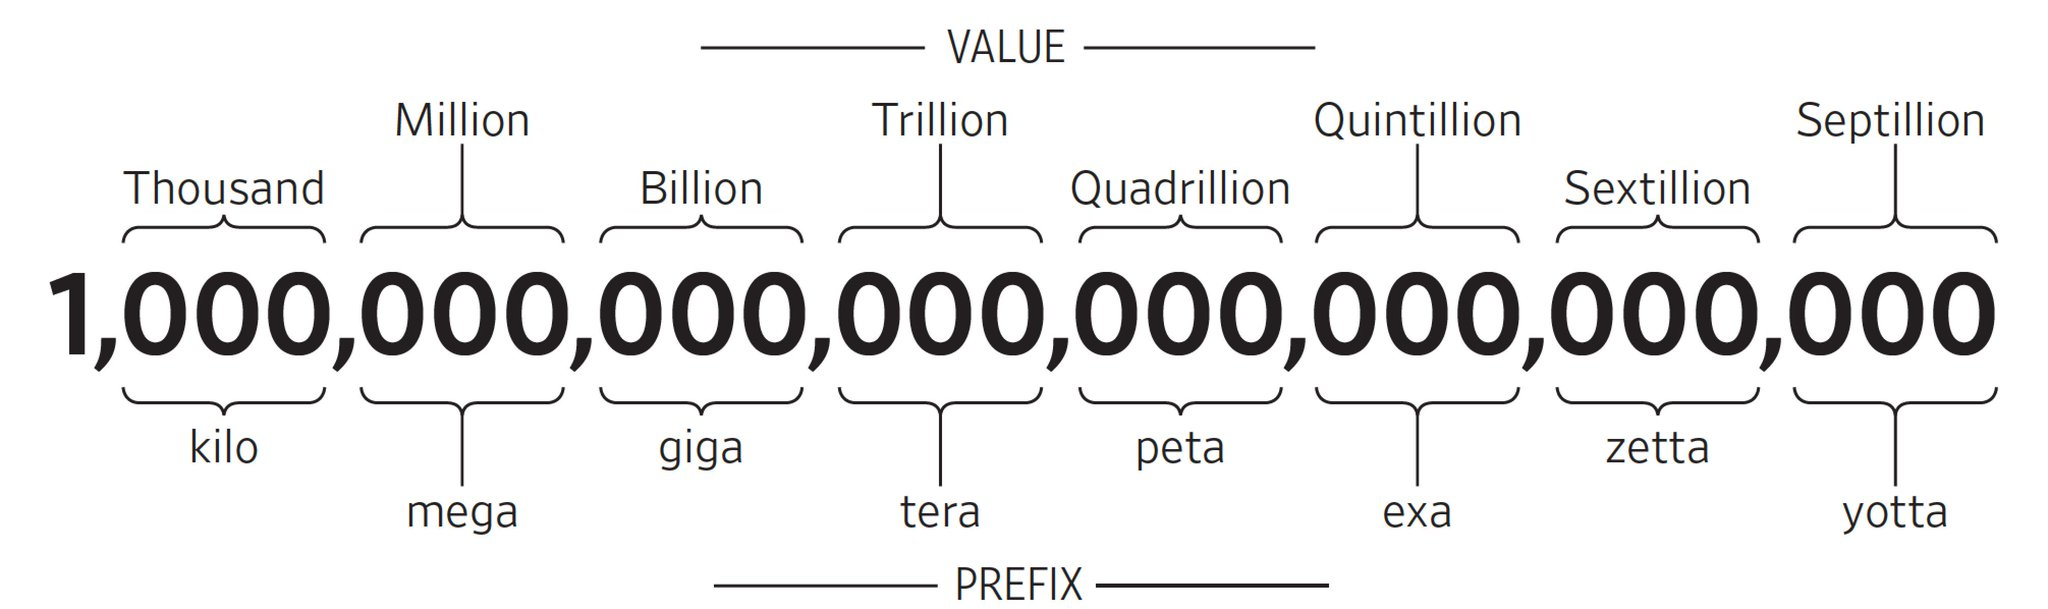 VALUE
Million Trillion Quintillion Septillion
Thousand Billion Quadrillion Sextillion
1,000,000,000,000,000,000,000,000
kilo giga peta zetta
mega tera exa yotta
PREFIX